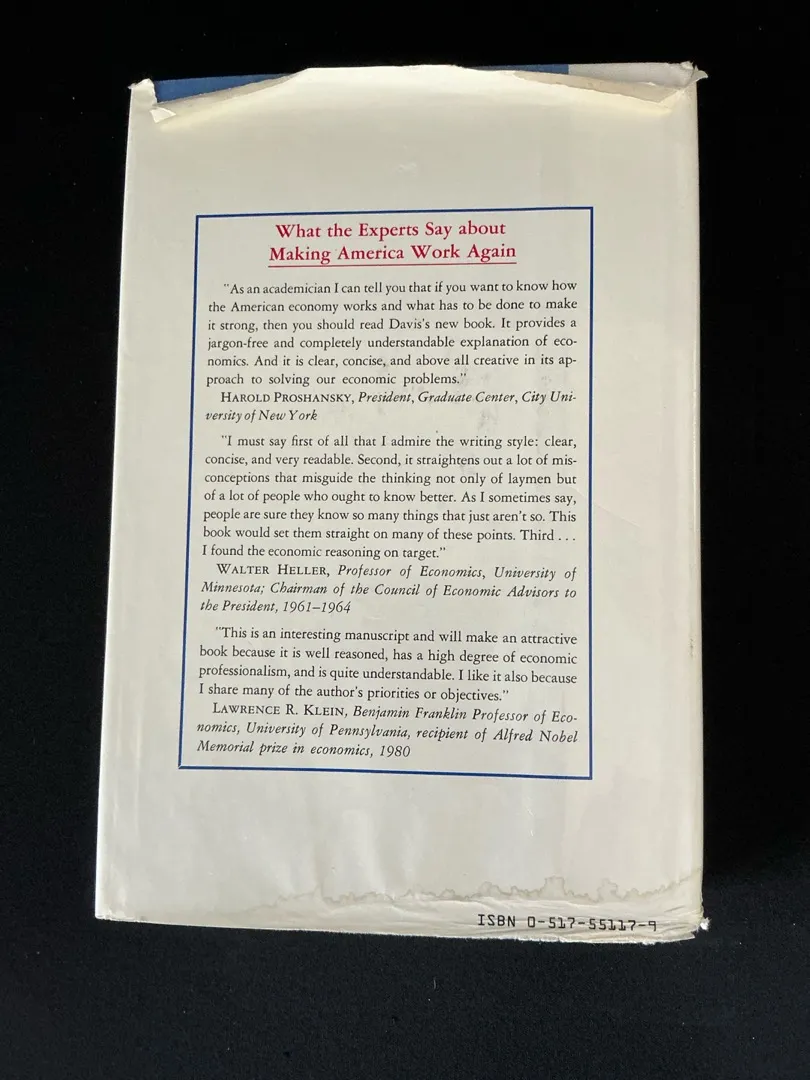 What the Experts Say about
Making America Work Again
"As an academician I can tell you that if you want to know how
the American economy works and what has to be done to make
it strong, then you should read Davis's new book. It provides a
jargon-free and completely understandable explanation of eco-
nomics. And it is clear, concise, and above all creative in its ap-
proach to solving our economic problems."
HAROLD PROSHANSKY, President, Graduate Center, City Uni-
versity of New York
"I must say first of all that I admire the writing style: clear,
concise, and very readable. Second, it straightens out a lot of mis-
conceptions that misguide the thinking not only of laymen but
of a lot of people who ought to know better. As I sometimes say,
people are sure they know so many things that just aren't so. This
book would set them straight on many of these points. Third . . .
I found the economic reasoning on target."
WALTER HELLER, Professor of Economics, University of
Minnesota; Chairman of the Council of Economic Advisors to
the President, 1961–1964
"This is an interesting manuscript and will make an attractive
book because it is well reasoned, has a high degree of economic
professionalism, and is quite understandable. I like it also because
I share many of the author's priorities or objectives."
LAWRENCE R. KLEIN, Benjamin Franklin Professor of Eco-
nomics, University of Pennsylvania, recipient of Alfred Nobel
Memorial prize in economics, 1980
ISBN 0-517-55117-9